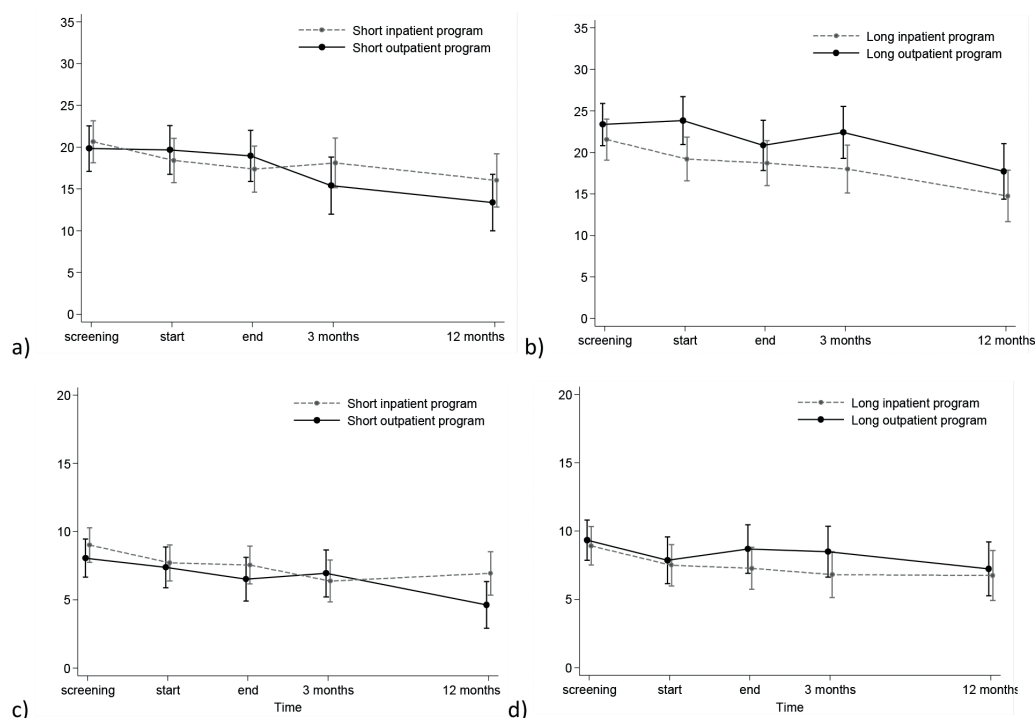 35
30
25
20
15
10
5
0
Short inpatient program
Short outpatient program
screening start end 3 months 12 months
a)
35
30
25
20
15
10
5
0
Long inpatient program
Long outpatient program
screening start end 3 months 12 months
b)
20
15
10
5
0
Short inpatient program
Short outpatient program
screening start end 3 months 12 months
Time
c)
20
15
10
5
0
Long inpatient program
Long outpatient program
screening start end 3 months 12 months
Time
d)